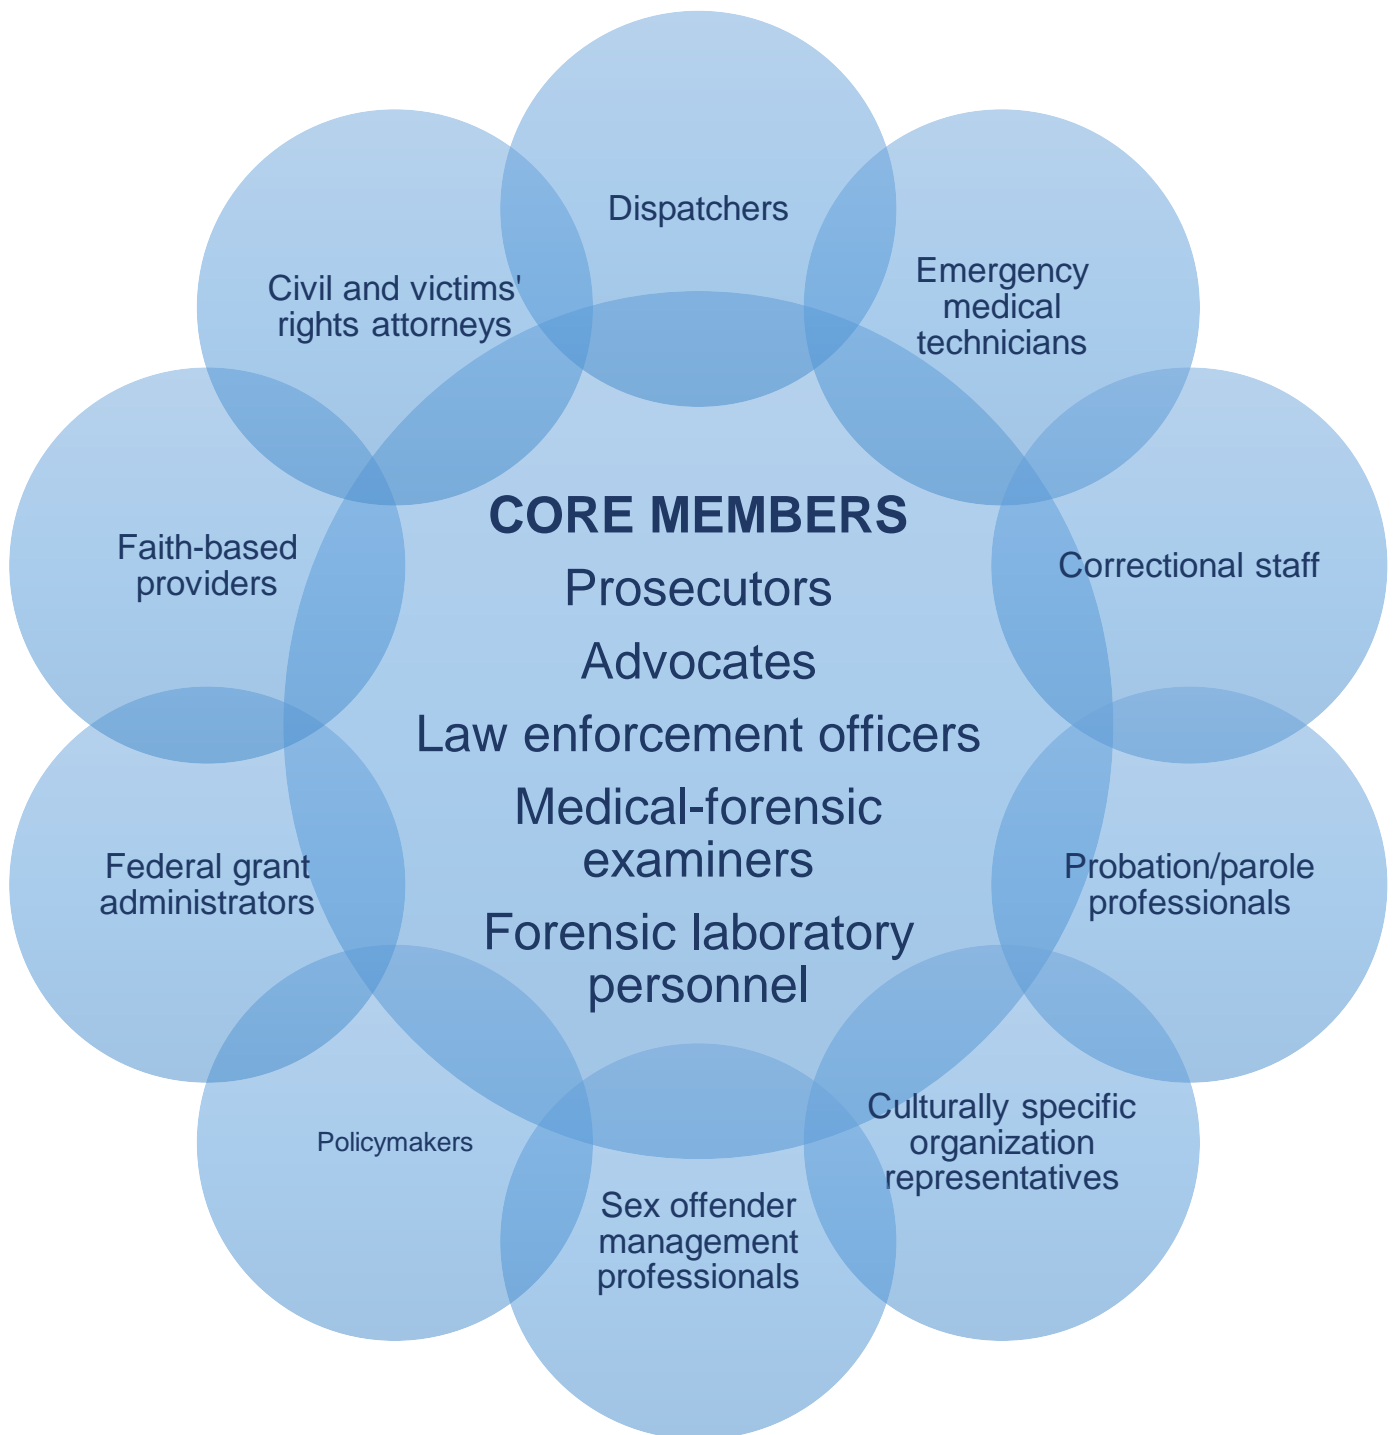 Dispatchers
Emergency
medical
technicians
Civil and victims'
rights attorneys
CORE MEMBERS
Prosecutors
Advocates
Law enforcement officers
Medical-forensic
examiners
Forensic laboratory
personnel
Faith-based
providers
Correctional staff
Federal grant
administrators
Probation/parole
professionals
Policymakers
Culturally specific
organization
representatives
Sex offender
management
professionals